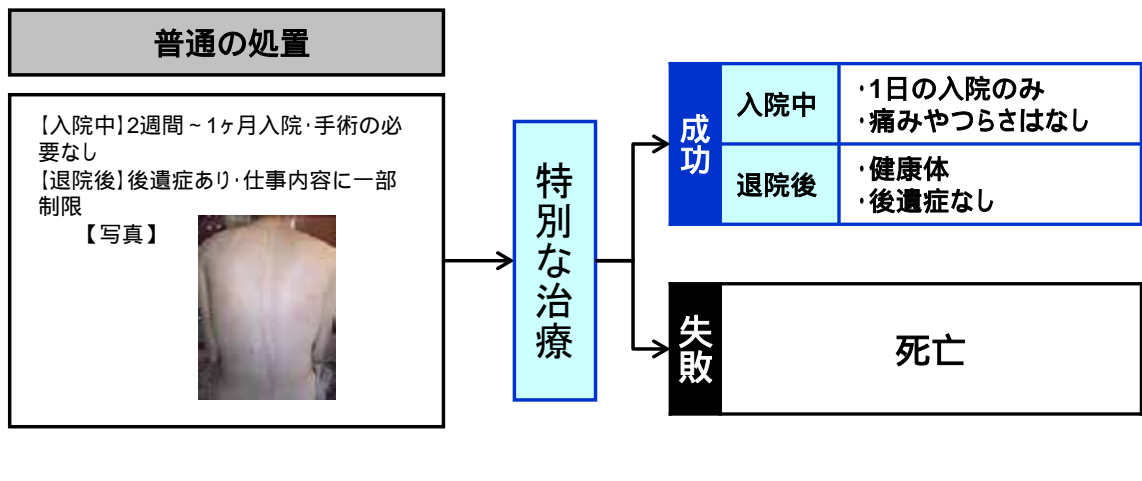 普通の処置
【入院中】2週間~1ヶ月入院・手術の必
要なし
【退院後】後遺症あり・仕事内容に一部
制限
【写真】
特別な治療
成功
入院中
・1日の入院のみ
・痛みやつらさはなし
退院後
・健康体
・後遺症なし
失敗
死亡